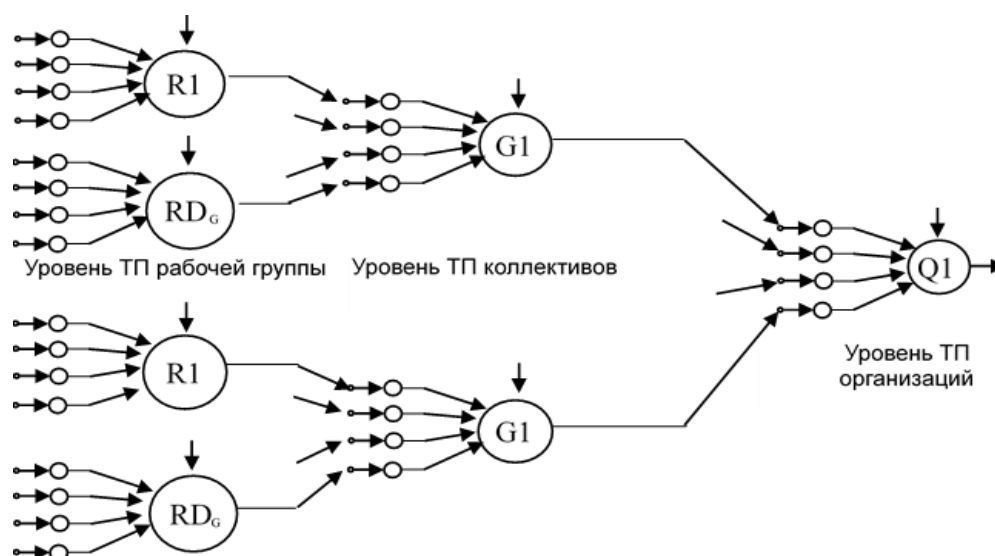 R1
G1
RDG
Уровень ТП рабочей группы
Уровень ТП коллективов
Q1
R1
Уровень ТП
организаций
G1
RDG